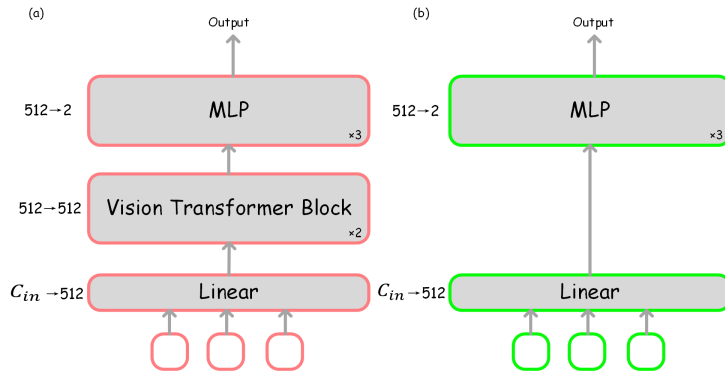 (a)
Output
512→2
MLP
×3
512→512
Vision Transformer Block
×2
C_in →512
Linear
(b)
Output
512→2
MLP
×3
C_in →512
Linear